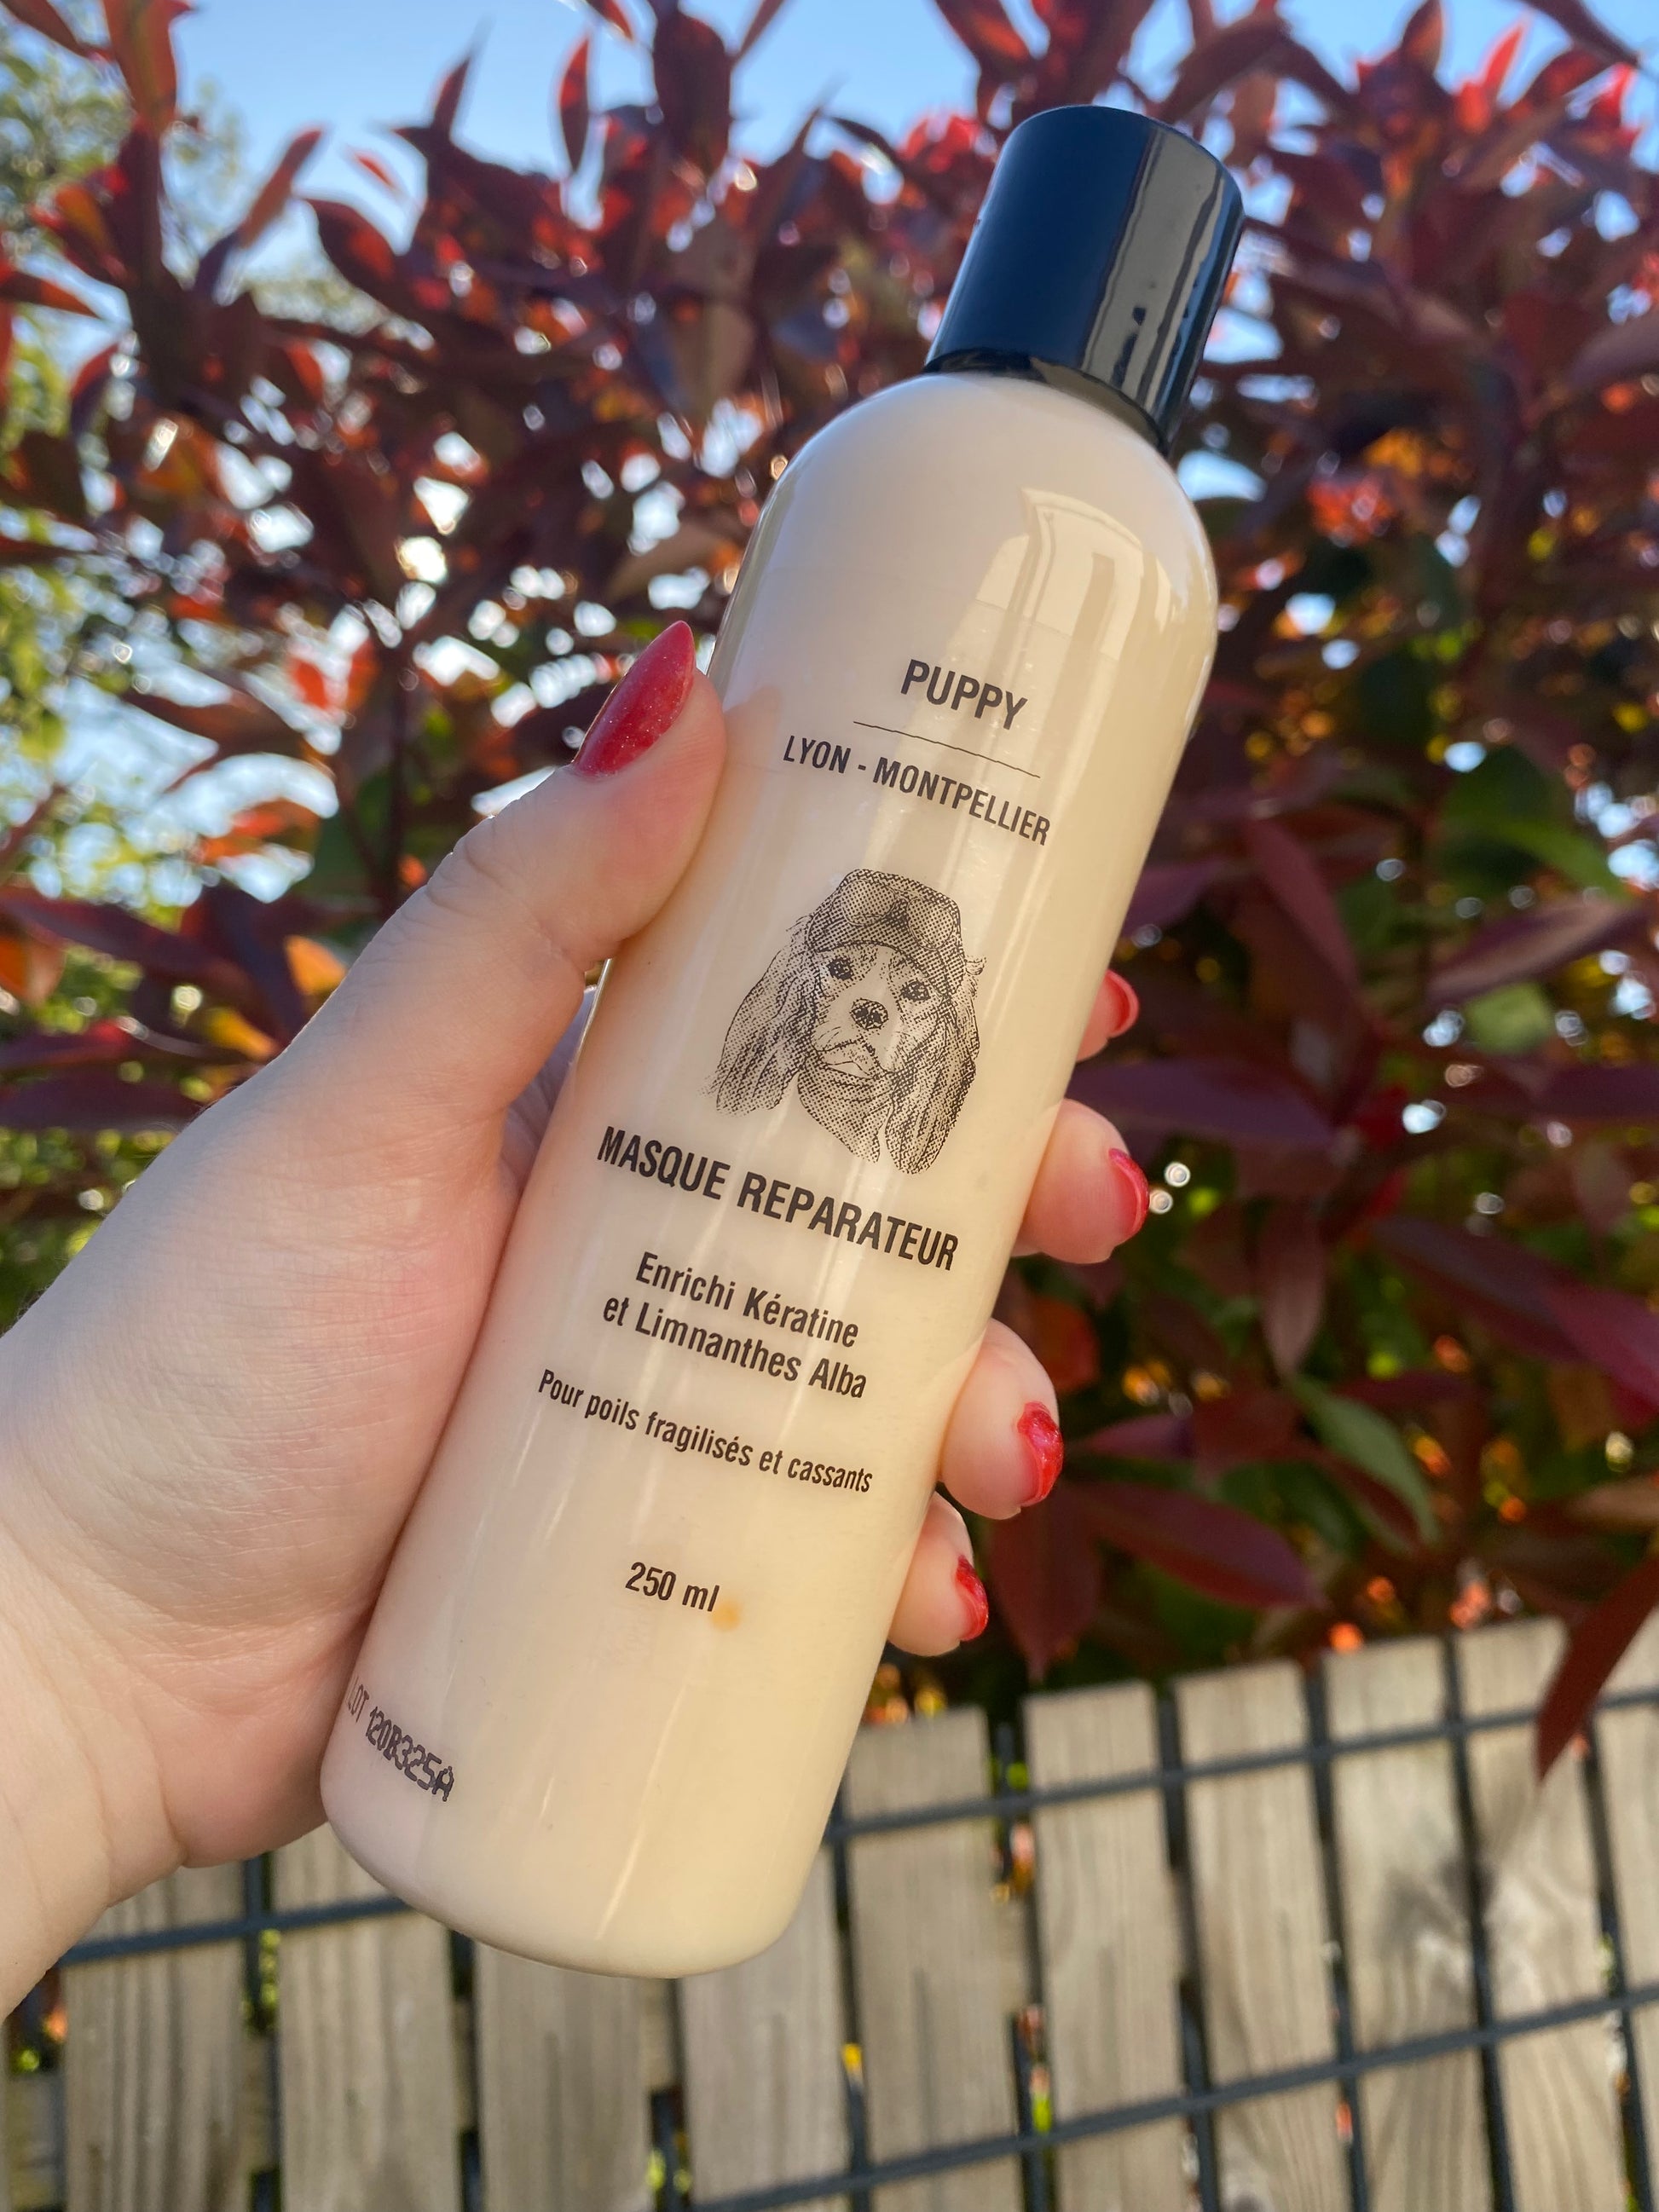 PUPPY
LYON - MONTPELLIER
MASQUE REPARATEUR
Enrichi Kératine
et Limnanthes Alba
Pour poils fragilisés et cassants
250 ml
LOT 120B325A